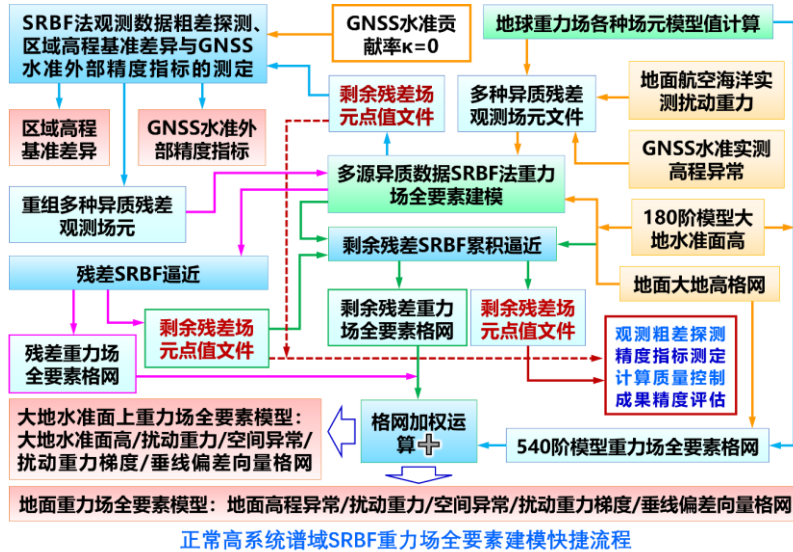 SRBF法观测数据粗差探测、
区域高程基准差异与GNSS
水准外部精度指标的测定
GNSS水准贡
献率κ=0
地球重力场各种场元模型值计算
剩余残差场
元点值文件
多种异质残差
观测场元文件
地面航空海洋实
测扰动重力
区域高程
基准差异
GNSS水准外
部精度指标
GNSS水准实测
高程异常
多源异质数据SRBF法重力
场全要素建模
重组多种异质残差
观测场元
180阶模型大
地水准面高
剩余残差SRBF累积逼近
残差SRBF逼近
地面大地高格网
剩余残差重力
场全要素格网
剩余残差场
元点值文件
剩余残差场
元点值文件
观测粗差探测
精度指标测定
计算质量控制
成果精度评估
残差重力场
全要素格网
大地水准面上重力场全要素模型：
大地水准面高/扰动重力/空间异常/
扰动重力梯度/垂线偏差向量格网
格网加权运
算+
540阶模型重力场全要素格网
地面重力场全要素模型：地面高程异常/扰动重力/空间异常/扰动重力梯度/垂线偏差向量格网
正常高系统谱域SRBF重力场全要素建模快捷流程